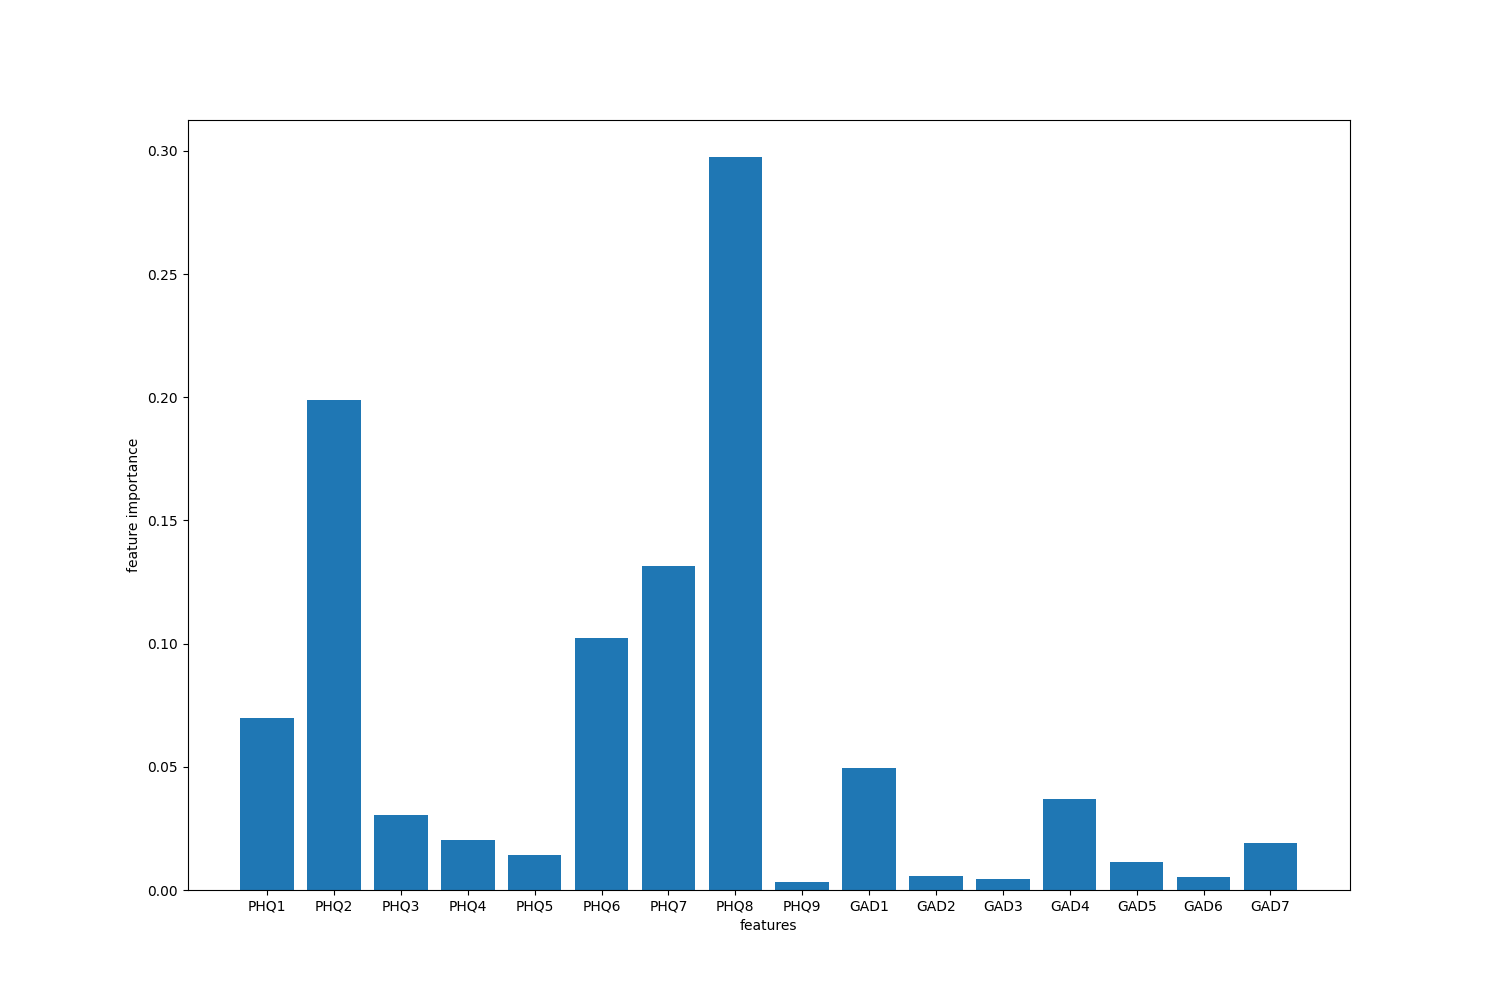 0.30
0.25
0.20
0.15
0.10
0.05
0.00
feature importance
PHQ1 PHQ2 PHQ3 PHQ4 PHQ5 PHQ6 PHQ7 PHQ8 PHQ9 GAD1 GAD2 GAD3 GAD4 GAD5 GAD6 GAD7
features